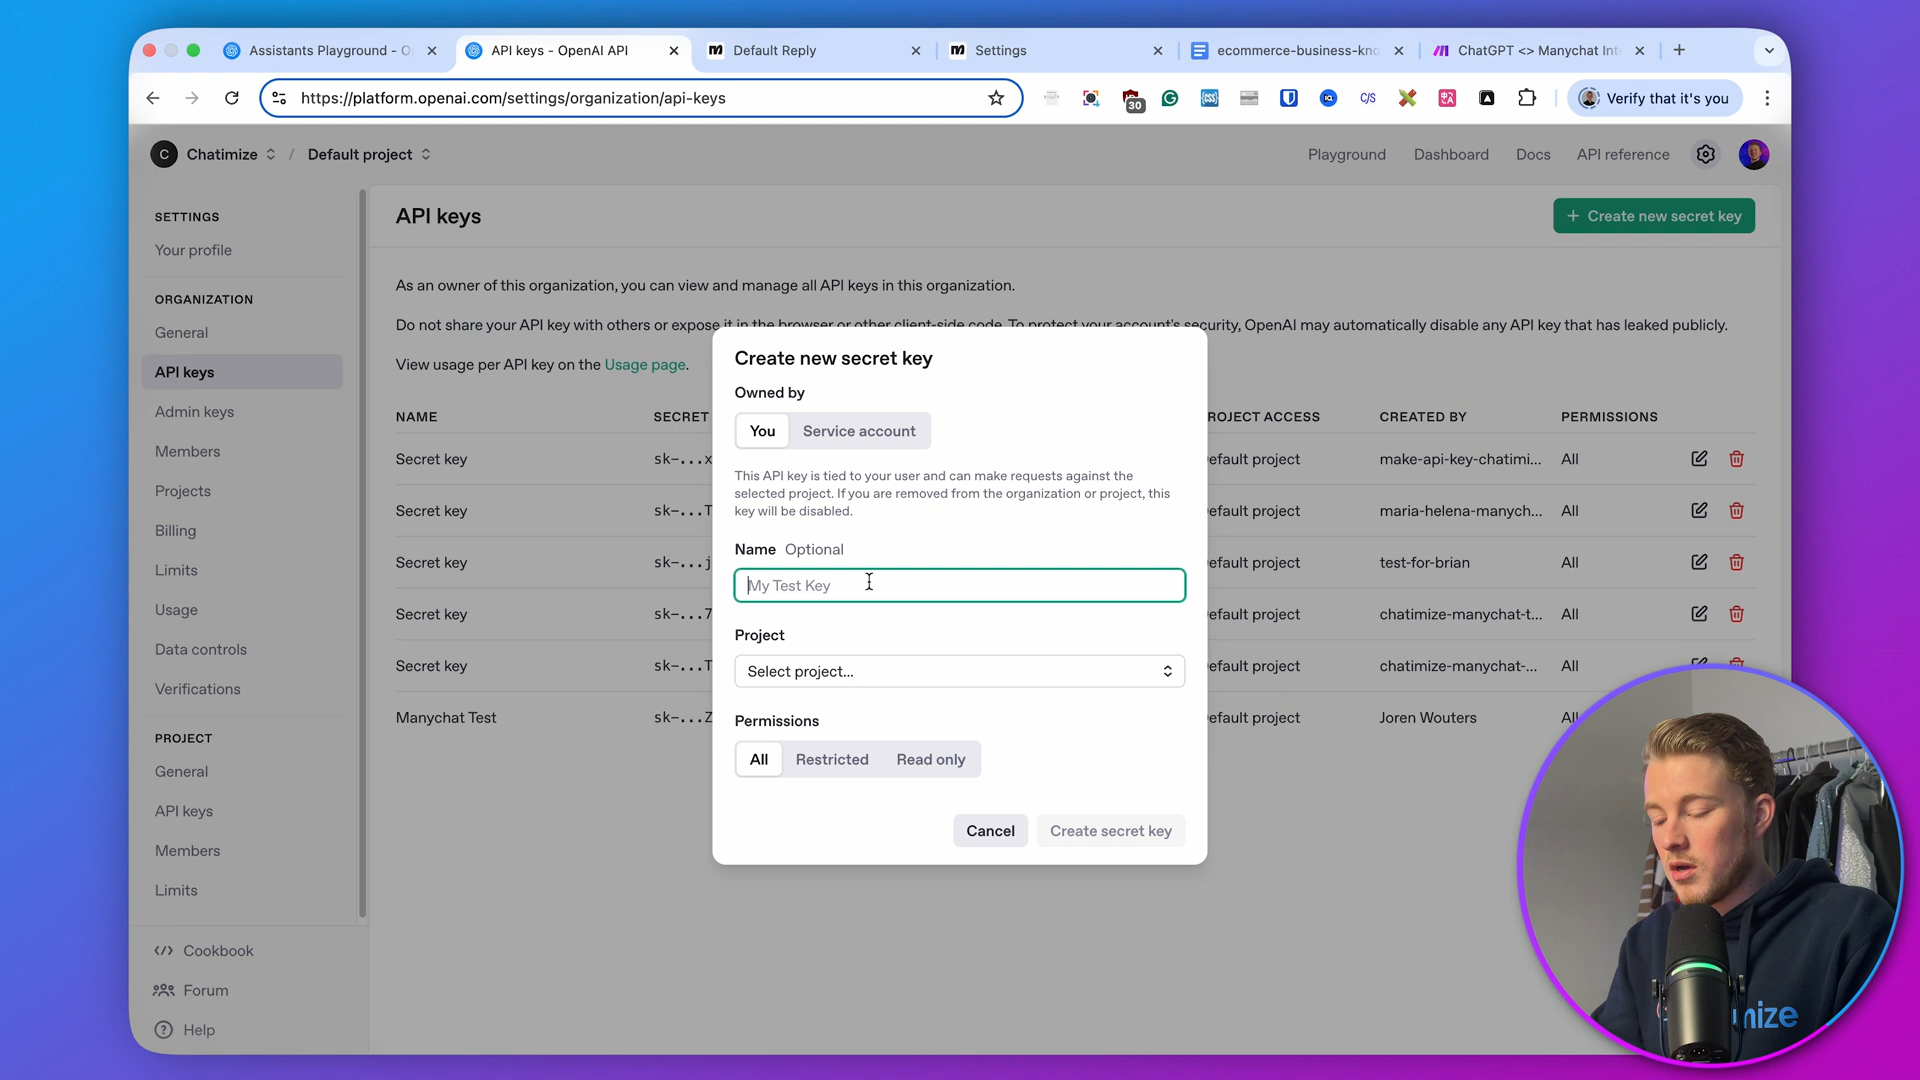 Assistants Playground - O
API keys - OpenAI API
Default Reply
Settings
ecommerce-business-kno
ChatGPT <> Manychat Int
https://platform.openai.com/settings/organization/api-keys
30
Verify that it's you
C Chatimize / Default project
Playground
Dashboard
Docs
API reference
SETTINGS
Your profile
ORGANIZATION
General
API keys
Admin keys
Members
Projects
Billing
Limits
Usage
Data controls
Verifications
PROJECT
General
API keys
Members
Limits
Cookbook
Forum
Help
API keys
+ Create new secret key
As an owner of this organization, you can view and manage all API keys in this organization.
Do not share your API key with others or expose it in the browser or other client-side code. To protect your account's security, OpenAI may automatically disable any API key that has leaked publicly.
View usage per API key on the Usage page.
NAME SECRET ROJECT ACCESS CREATED BY PERMISSIONS
Secret key sk-...x efault project make-api-key-chatimi... All
Secret key sk-...T efault project maria-helena-manych... All
Secret key sk-...j efault project test-for-brian All
Secret key sk-...7 efault project chatimize-manychat-t... All
Secret key sk-...T efault project chatimize-manychat-... All
Manychat Test sk-...Z efault project Joren Wouters All
Create new secret key
Owned by
You
Service account
This API key is tied to your user and can make requests against the
selected project. If you are removed from the organization or project, this
key will be disabled.
Name Optional
My Test Key
Project
Select project...
Permissions
All
Restricted
Read only
Cancel
Create secret key
mize